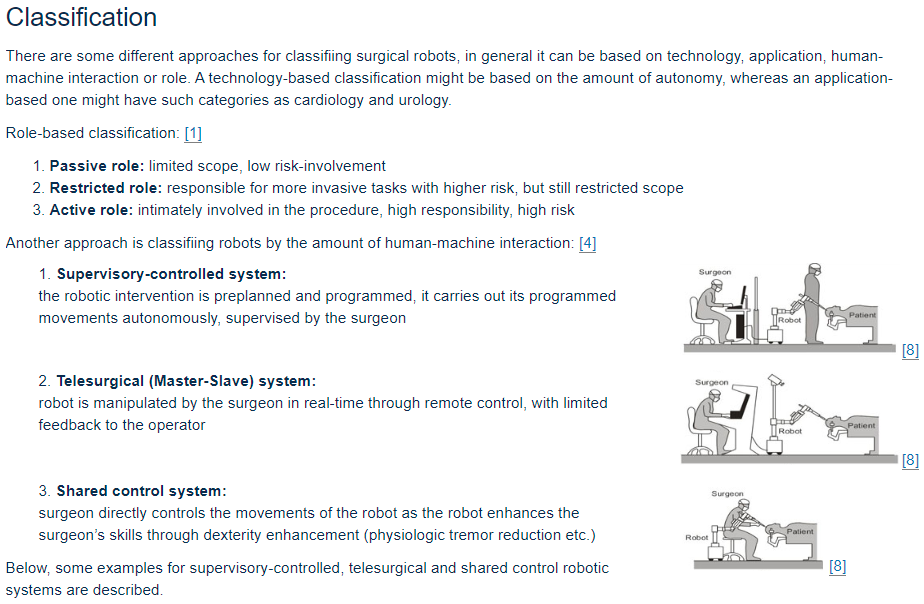 Classification
There are some different approaches for classifiing surgical robots, in general it can be based on technology, application, human-
machine interaction or role. A technology-based classification might be based on the amount of autonomy, whereas an application-
based one might have such categories as cardiology and urology.
Role-based classification: [1]
1. Passive role: limited scope, low risk-involvement
2. Restricted role: responsible for more invasive tasks with higher risk, but still restricted scope
3. Active role: intimately involved in the procedure, high responsibility, high risk
Another approach is classifiing robots by the amount of human-machine interaction: [4]
1. Supervisory-controlled system:
the robotic intervention is preplanned and programmed, it carries out its programmed
movements autonomously, supervised by the surgeon
Surgeon
Robot
Patient
[8]
2. Telesurgical (Master-Slave) system:
robot is manipulated by the surgeon in real-time through remote control, with limited
feedback to the operator
Surgeon
Robot
Patient
[8]
3. Shared control system:
surgeon directly controls the movements of the robot as the robot enhances the
surgeon's skills through dexterity enhancement (physiologic tremor reduction etc.)
Surgeon
Robot
Patient
[8]
Below, some examples for supervisory-controlled, telesurgical and shared control robotic
systems are described.